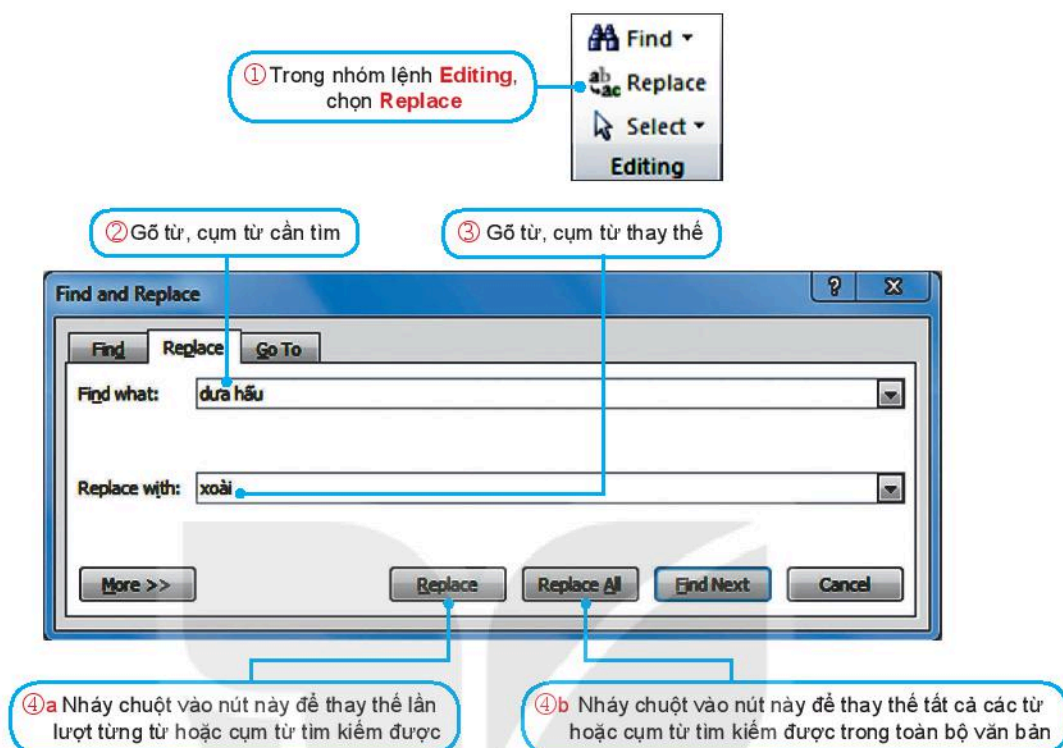 Find
① Trong nhóm lệnh Editing,
chọn Replace
Replace
Select
Editing
② Gõ từ, cụm từ cần tìm
③ Gõ từ, cụm từ thay thế
Find and Replace
Find Replace Go To
Find what: dưa hấu
Replace with: xoài
More >> Replace Replace All Find Next Cancel
④a Nháy chuột vào nút này để thay thế lần
lượt từng từ hoặc cụm từ tìm kiếm được
④b Nháy chuột vào nút này để thay thế tất cả các từ
hoặc cụm từ tìm kiếm được trong toàn bộ văn bản